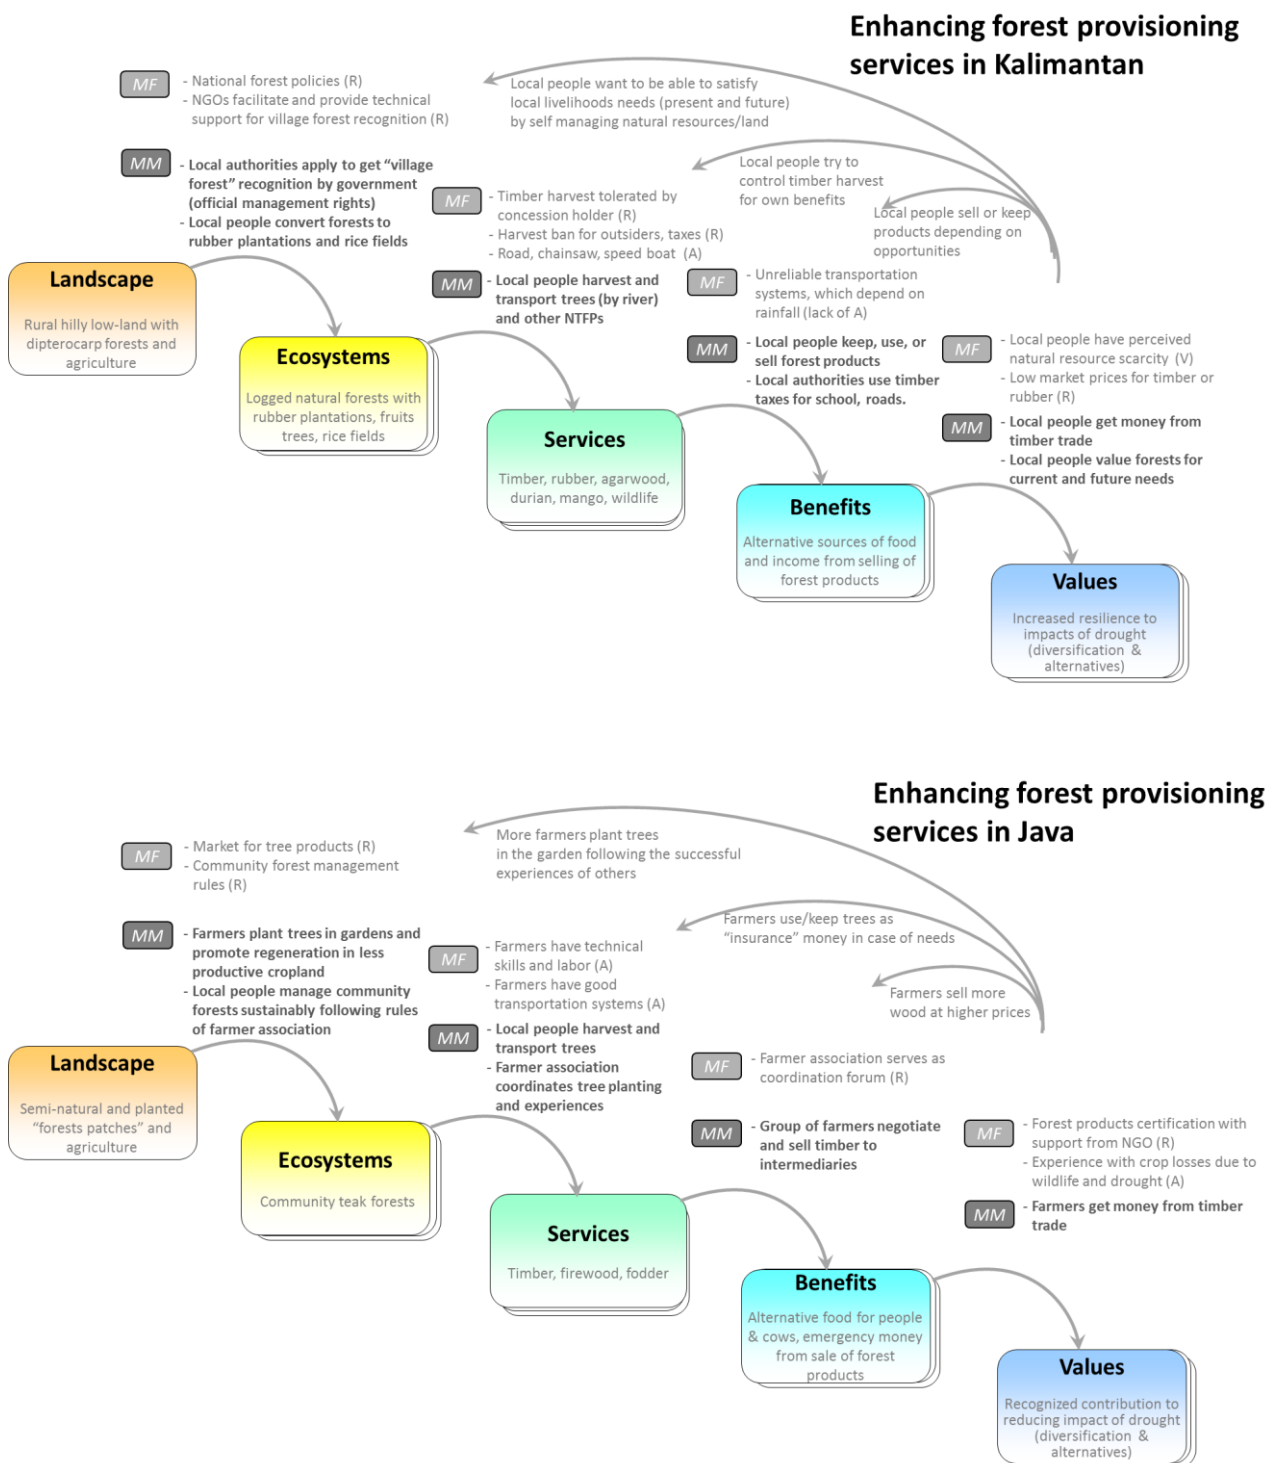 Enhancing forest provisioning
services in Kalimantan
MF
- National forest policies (R)
- NGOs facilitate and provide technical
support for village forest recognition (R)
Local people want to be able to satisfy
local livelihoods needs (present and future)
by self managing natural resources/land
MM
- Local authorities apply to get “village
forest” recognition by government
(official management rights)
- Local people convert forests to
rubber plantations and rice fields
Local people try to
control timber harvest
for own benefits
MF
- Timber harvest tolerated by
concession holder (R)
- Harvest ban for outsiders, taxes (R)
- Road, chainsaw, speed boat (A)
Local people sell or keep
products depending on
opportunities
MM
- Local people harvest and
transport trees (by river)
and other NTFPs
MF
- Unreliable transportation
systems, which depend on
rainfall (lack of A)
MM
- Local people keep, use, or
sell forest products
- Local authorities use timber
taxes for school, roads.
MF
- Local people have perceived
natural resource scarcity (V)
- Low market prices for timber or
rubber (R)
MM
- Local people get money from
timber trade
- Local people value forests for
current and future needs
Landscape
Rural hilly low-land with
dipterocarp forests and
agriculture
Ecosystems
Logged natural forests with
rubber plantations, fruits
trees, rice fields
Services
Timber, rubber, agarwood,
durian, mango, wildlife
Benefits
Alternative sources of food
and income from selling of
forest products
Values
Increased resilience to
impacts of drought
(diversification &
alternatives)
Enhancing forest provisioning
services in Java
MF
- Market for tree products (R)
- Community forest management
rules (R)
More farmers plant trees
in the garden following the successful
experiences of others
MM
- Farmers plant trees in gardens and
promote regeneration in less
productive cropland
- Local people manage community
forests sustainably following rules
of farmer association
Farmers use/keep trees as
“insurance” money in case of needs
MF
- Farmers have technical
skills and labor (A)
- Farmers have good
transportation systems (A)
Farmers sell more
wood at higher prices
MM
- Local people harvest and
transport trees
- Farmer association
coordinates tree planting
and experiences
MF
- Farmer association serves as
coordination forum (R)
MM
- Group of farmers negotiate
and sell timber to
intermediaries
MF
- Forest products certification with
support from NGO (R)
- Experience with crop losses due to
wildlife and drought (A)
MM
- Farmers get money from timber
trade
Landscape
Semi-natural and planted
“forests patches” and
agriculture
Ecosystems
Community teak forests
Services
Timber, firewood, fodder
Benefits
Alternative food for people
& cows, emergency money
from sale of forest
products
Values
Recognized contribution to
reducing impact of drought
(diversification &
alternatives)